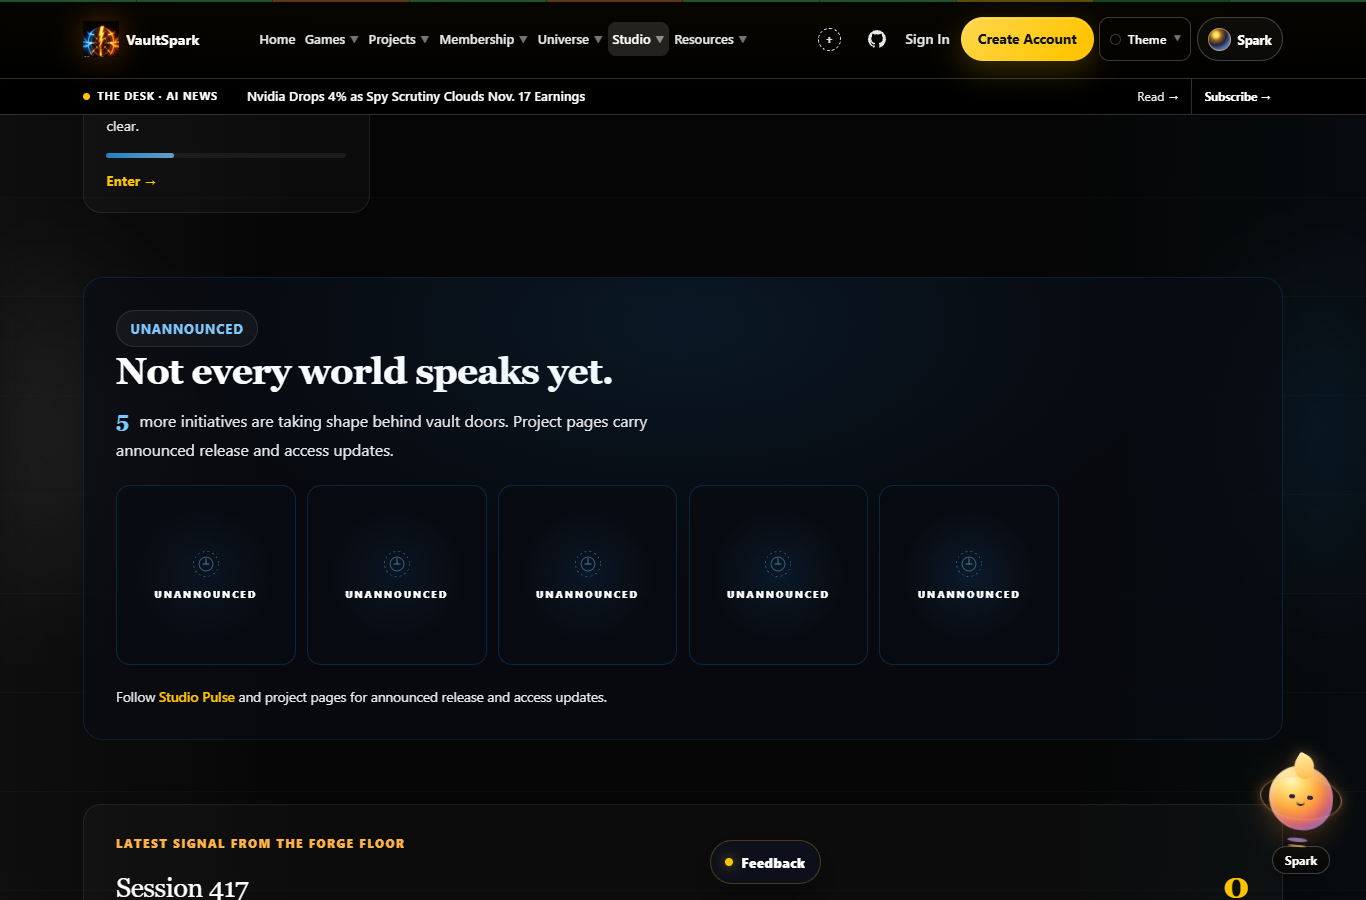 VaultSpark
Home Games Projects Membership Universe Studio Resources
Sign In
Create Account
Theme
Spark
THE DESK · AI NEWS
Nvidia Drops 4% as Spy Scrutiny Clouds Nov. 17 Earnings
Read →
Subscribe →
clear.
Enter →
UNANNOUNCED
Not every world speaks yet.
5 more initiatives are taking shape behind vault doors. Project pages carry
announced release and access updates.
UNANNOUNCED
UNANNOUNCED
UNANNOUNCED
UNANNOUNCED
UNANNOUNCED
Follow Studio Pulse and project pages for announced release and access updates.
LATEST SIGNAL FROM THE FORGE FLOOR
Session 417
0
Feedback
Spark